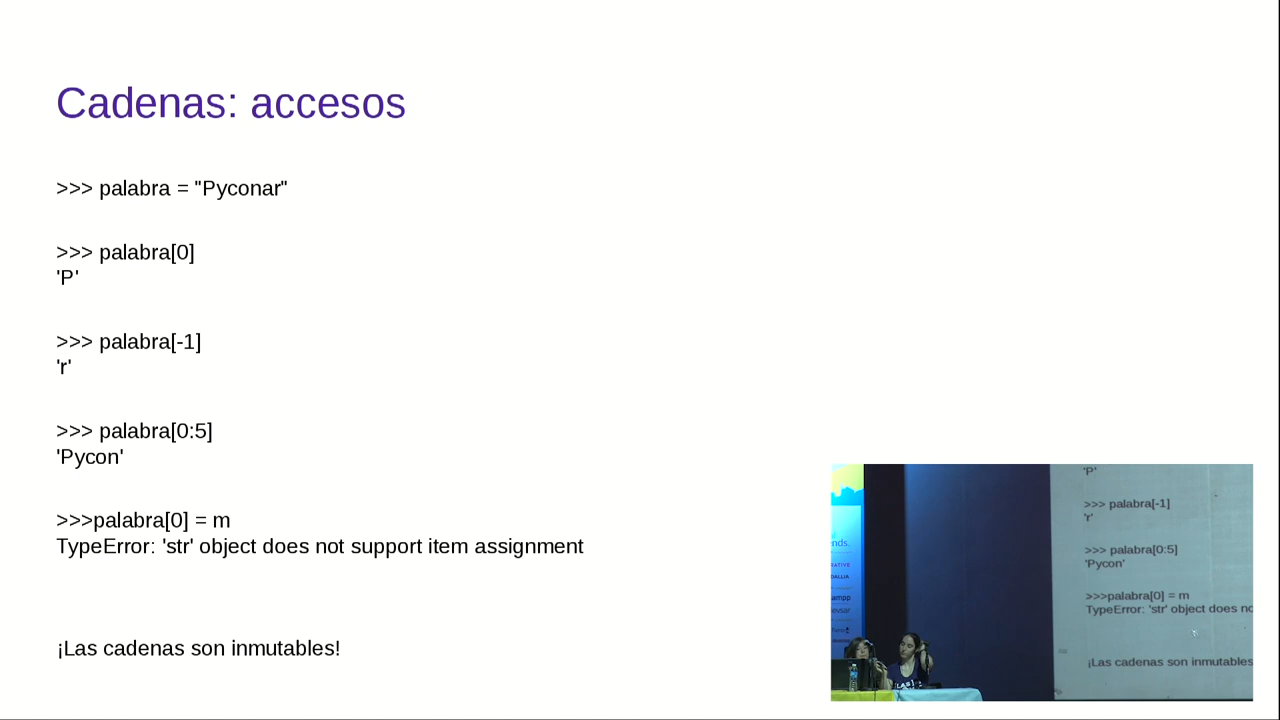 Cadenas: accesos
>>> palabra = "Pyconar"
>>> palabra[0]
'P'
>>> palabra[-1]
'r'
>>> palabra[0:5]
'Pycon'
>>>palabra[0] = m
TypeError: 'str' object does not support item assignment
¡Las cadenas son inmutables!
'P'
>>> palabra[-1]
'r'
>>> palabra[0:5]
'Pycon'
>>>palabra[0] = m
TypeError: 'str' object does no
¡Las cadenas son inmutables